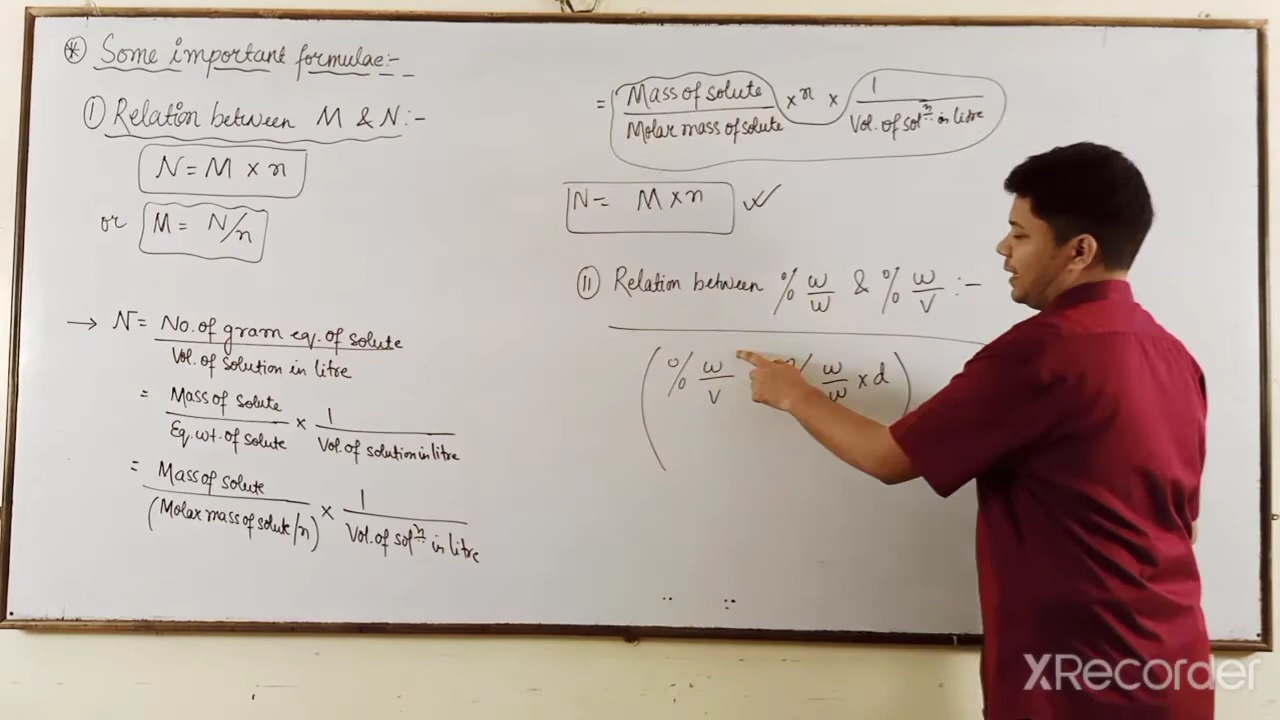 * Some important formulae:-
I Relation between M & N:-
N = M × n
or M = N/n
→ N = No. of gram eq. of solute / Vol. of solution in litre
= Mass of solute / Eq. wt. of solute × 1 / Vol. of solution in litre
= Mass of solute / (Molar mass of solute/n) × 1 / Vol. of solⁿ in litre
= Mass of solute / Molar mass of solute × n × 1 / Vol. of solⁿ in litre
N = M × n
II Relation between % w/w & % w/V :-
( % w/V % w/w × d )
XRecorder